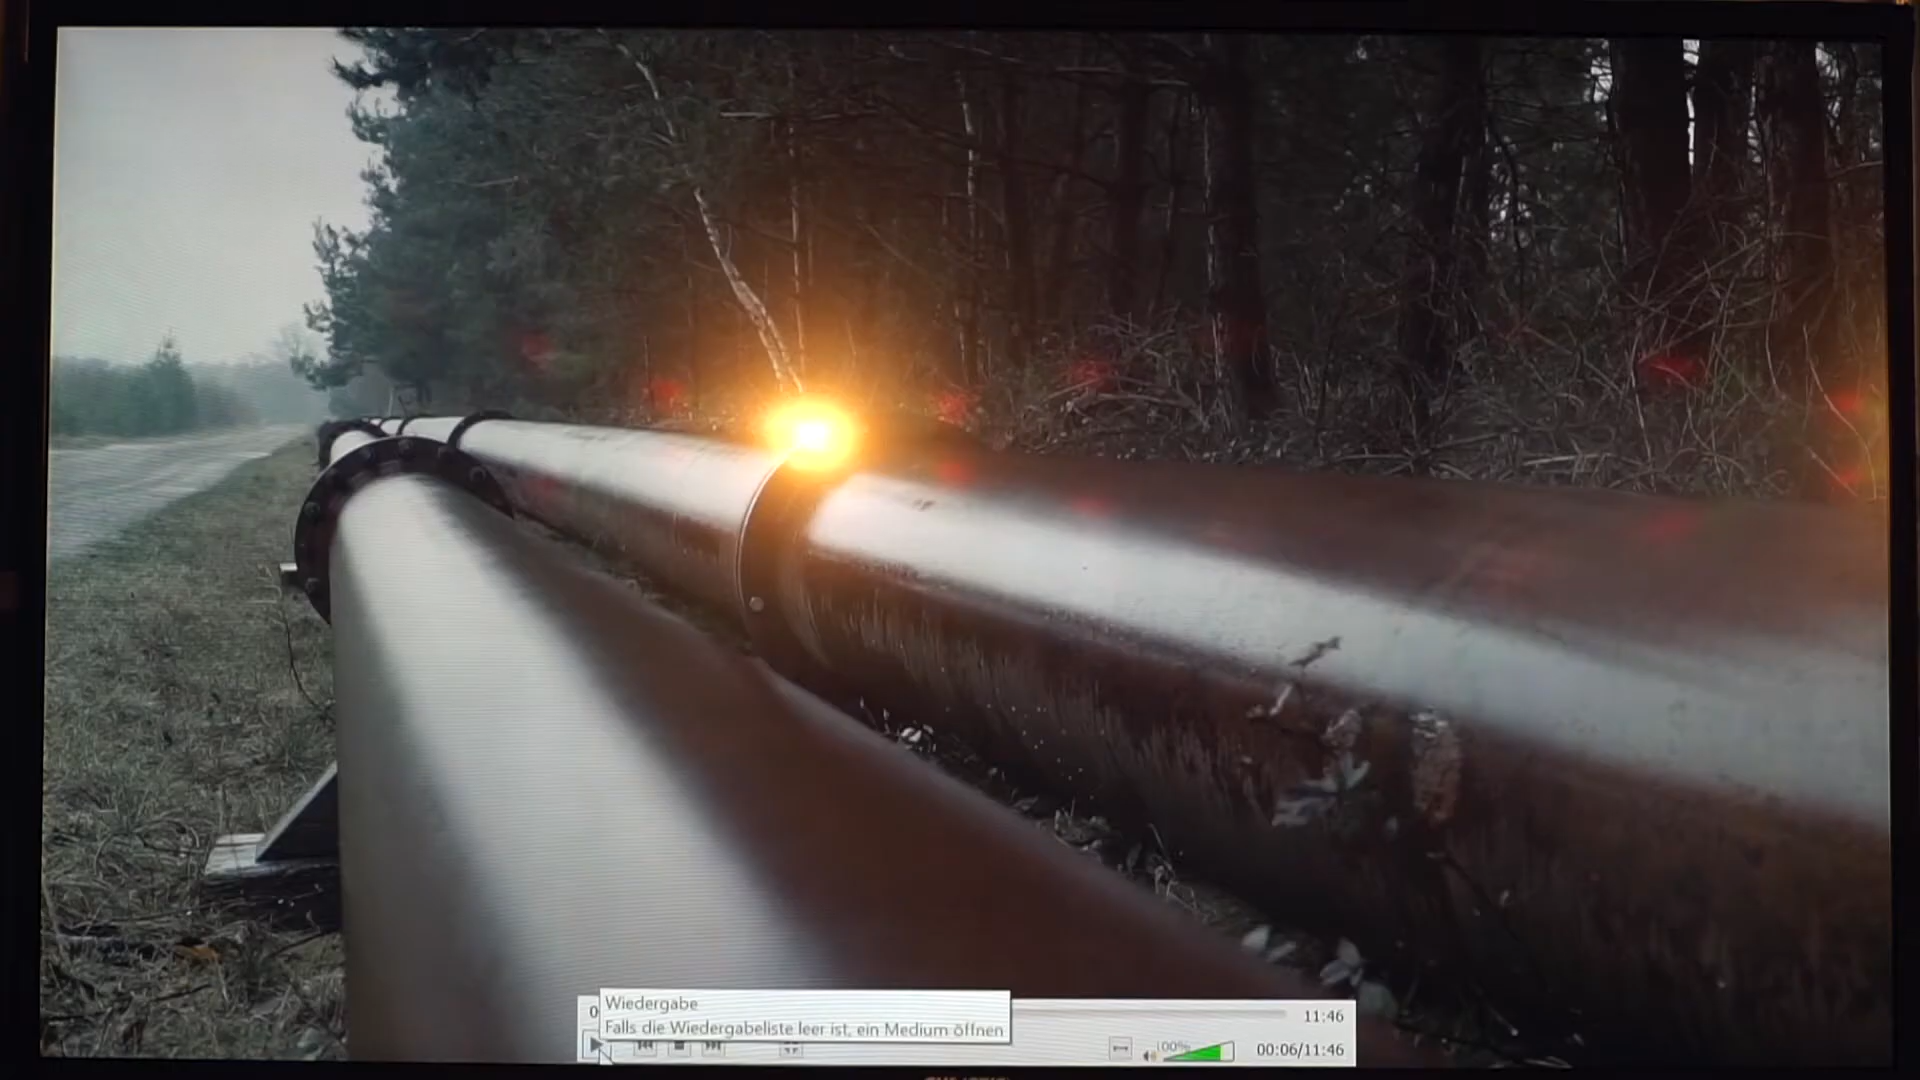 Wiedergabe
Falls die Wiedergabeliste leer ist, ein Medium öffnen
11:46
100%
00:06/11:46